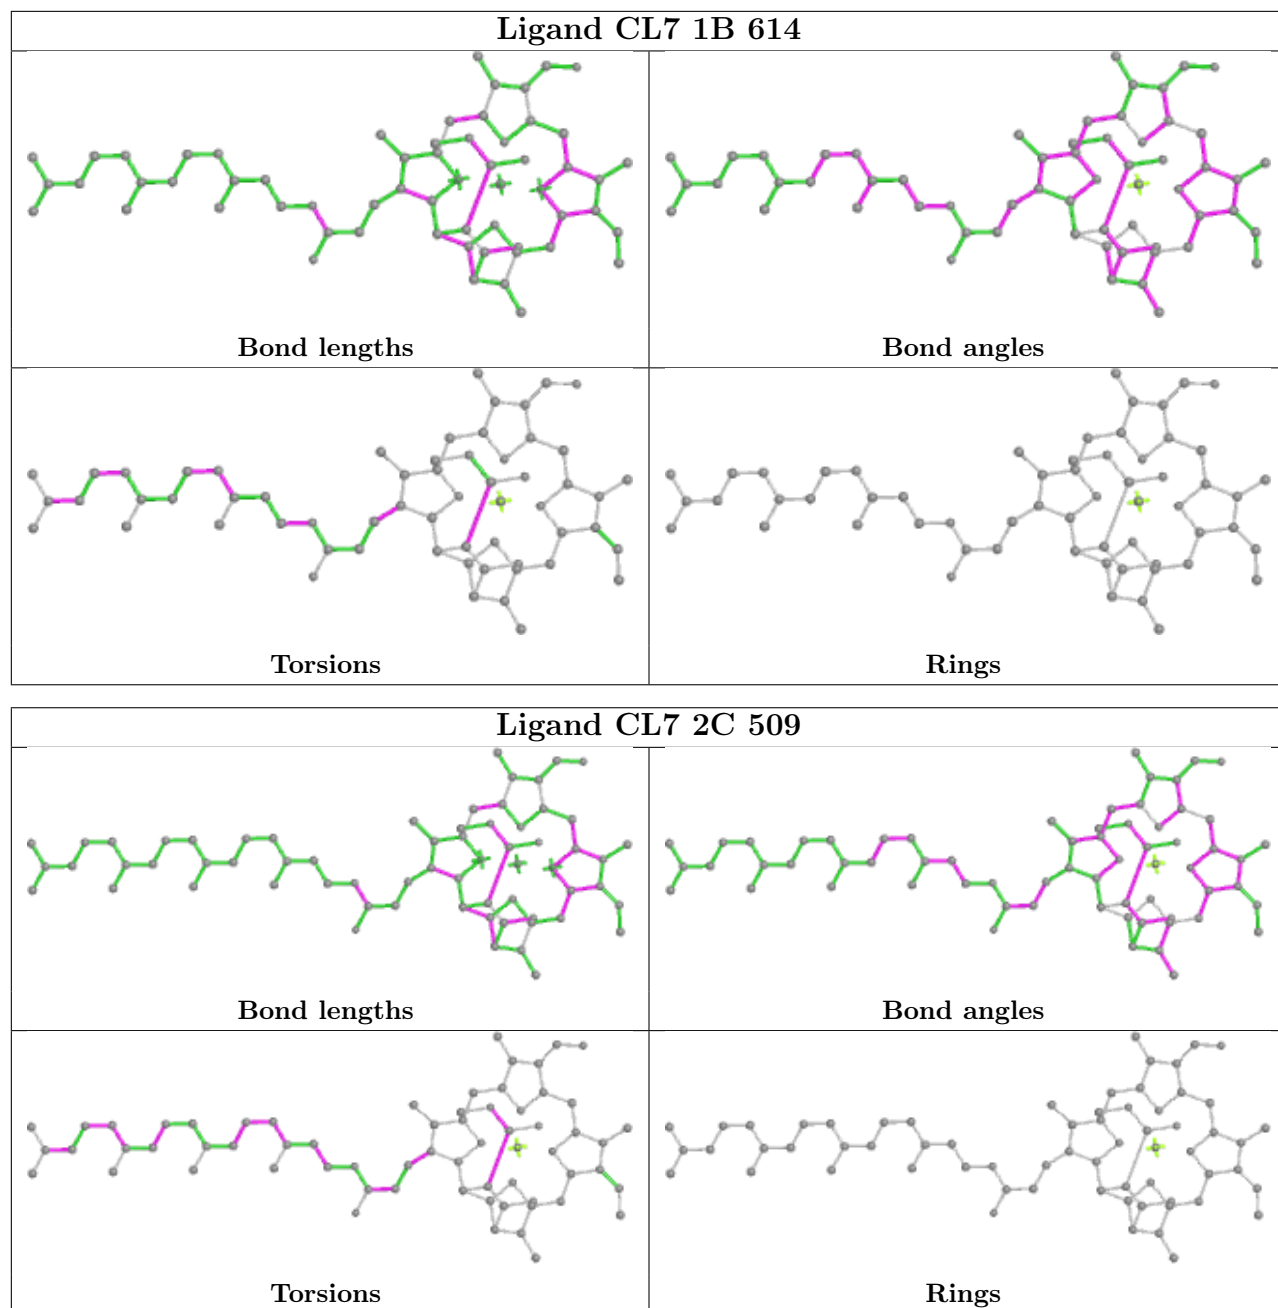 Ligand CL7 1B 614
Bond lengths
Bond angles
Torsions
Rings
Ligand CL7 2C 509
Bond lengths
Bond angles
Torsions
Rings